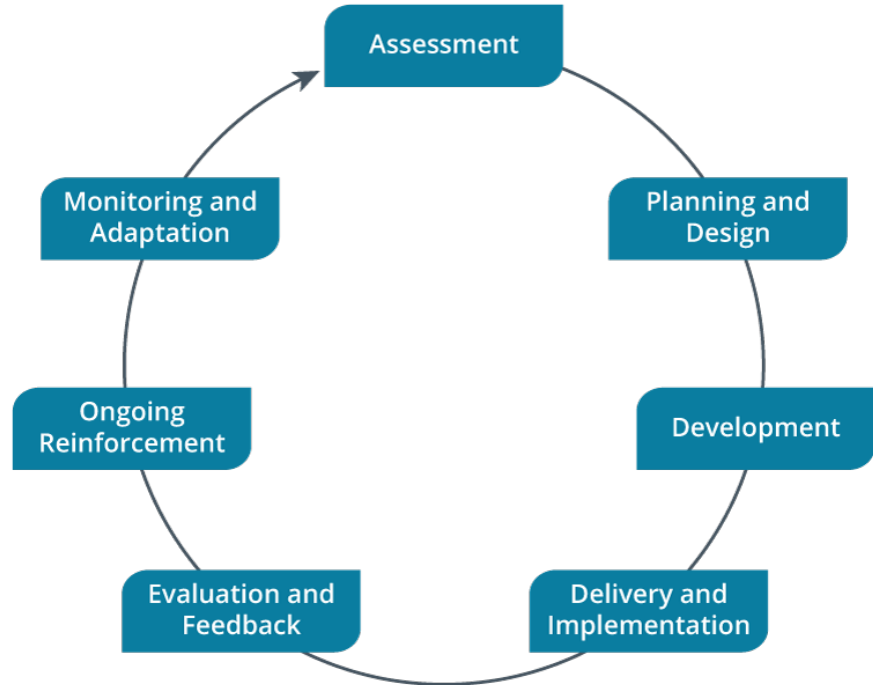 Assessment
Planning and
Design
Development
Delivery and
Implementation
Evaluation and
Feedback
Ongoing
Reinforcement
Monitoring and
Adaptation